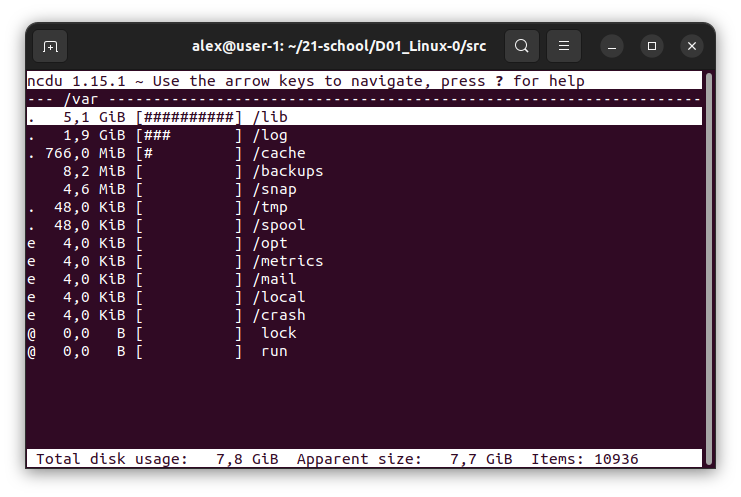 alex@user-1: ~/21-school/D01_Linux-0/src
ncdu 1.15.1 ~ Use the arrow keys to navigate, press ? for help
--- /var ------------------------------------------------------------------
.   5,1 GiB [##########] /lib
.   1,9 GiB [###       ] /log
. 766,0 MiB [#         ] /cache
    8,2 MiB [          ] /backups
    4,6 MiB [          ] /snap
.  48,0 KiB [          ] /tmp
.  48,0 KiB [          ] /spool
e   4,0 KiB [          ] /opt
e   4,0 KiB [          ] /metrics
e   4,0 KiB [          ] /mail
e   4,0 KiB [          ] /local
e   4,0 KiB [          ] /crash
@   0,0   B [          ]  lock
@   0,0   B [          ]  run
 Total disk usage:   7,8 GiB  Apparent size:   7,7 GiB  Items: 10936